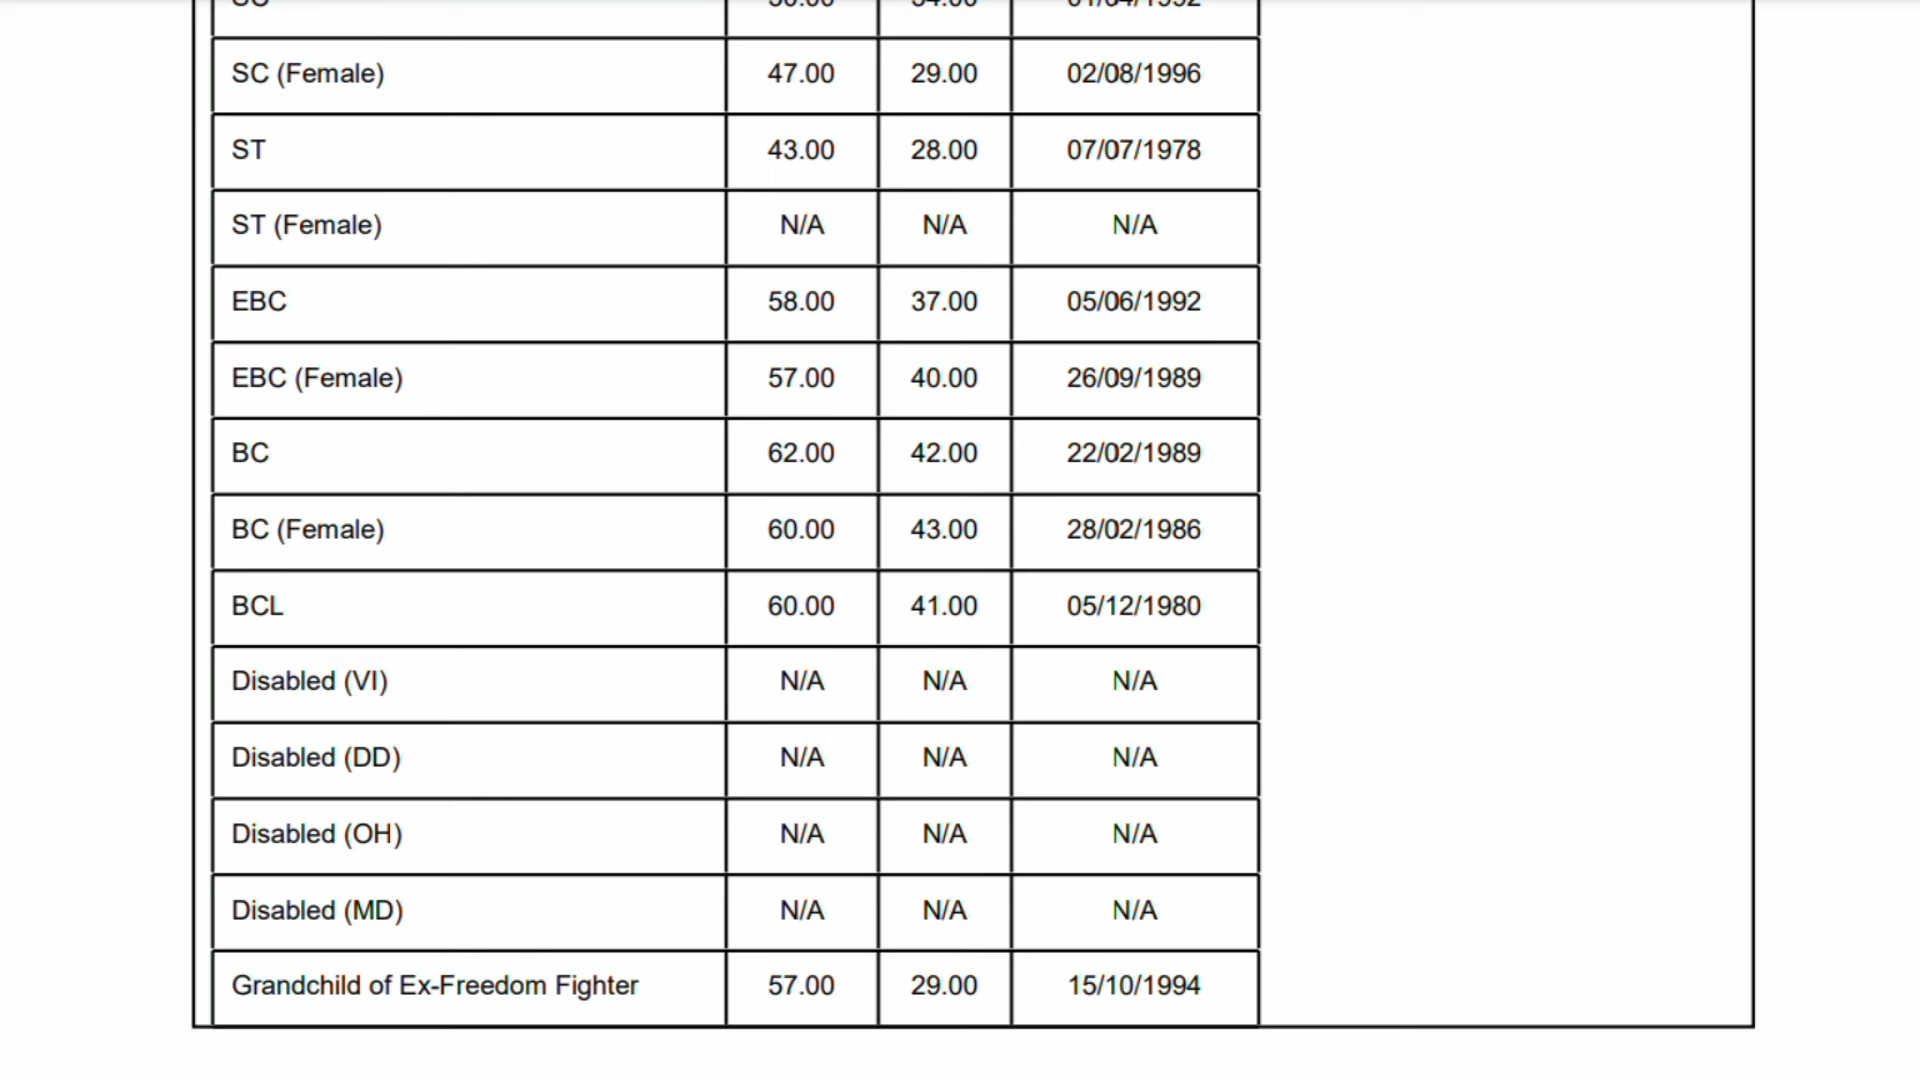 SC (Female) 47.00 29.00 02/08/1996
ST 43.00 28.00 07/07/1978
ST (Female) N/A N/A N/A
EBC 58.00 37.00 05/06/1992
EBC (Female) 57.00 40.00 26/09/1989
BC 62.00 42.00 22/02/1989
BC (Female) 60.00 43.00 28/02/1986
BCL 60.00 41.00 05/12/1980
Disabled (VI) N/A N/A N/A
Disabled (DD) N/A N/A N/A
Disabled (OH) N/A N/A N/A
Disabled (MD) N/A N/A N/A
Grandchild of Ex-Freedom Fighter 57.00 29.00 15/10/1994